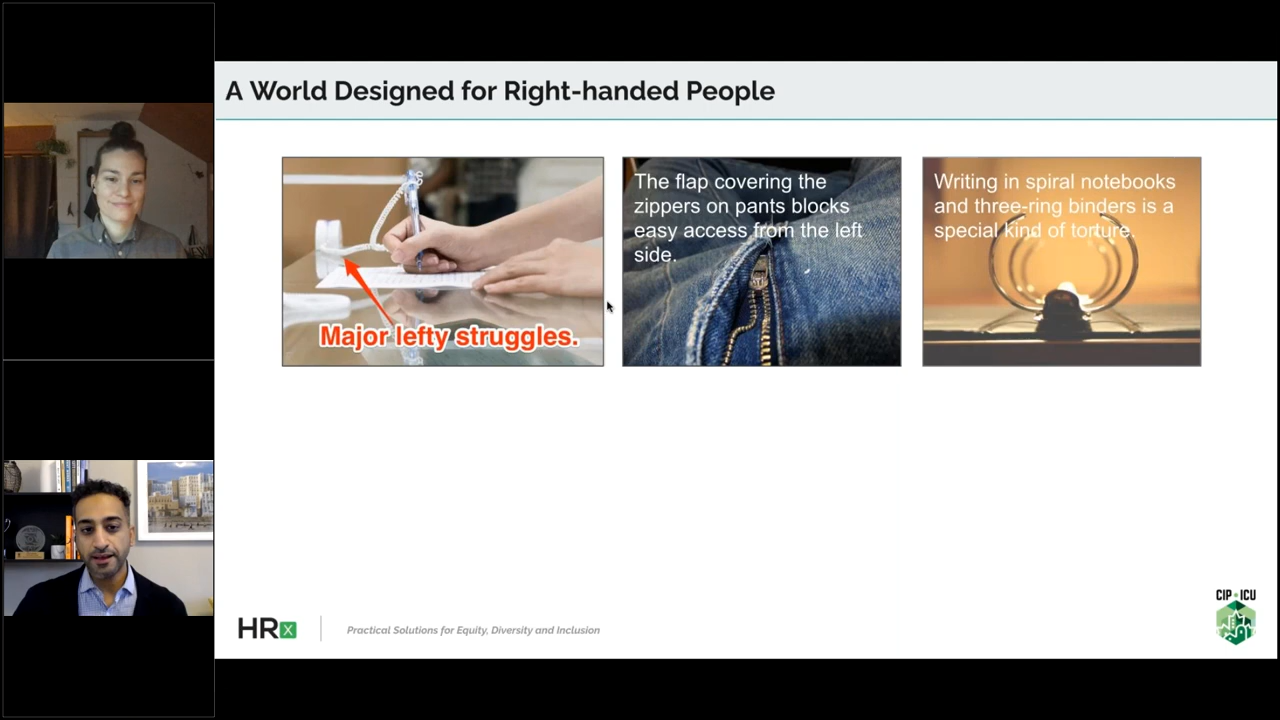 A World Designed for Right-handed People
Major lefty struggles.
The flap covering the
zippers on pants blocks
easy access from the left
side.
Writing in spiral notebooks
and three-ring binders is a
special kind of torture.
HRx
Practical Solutions for Equity, Diversity and Inclusion
CIP ICU